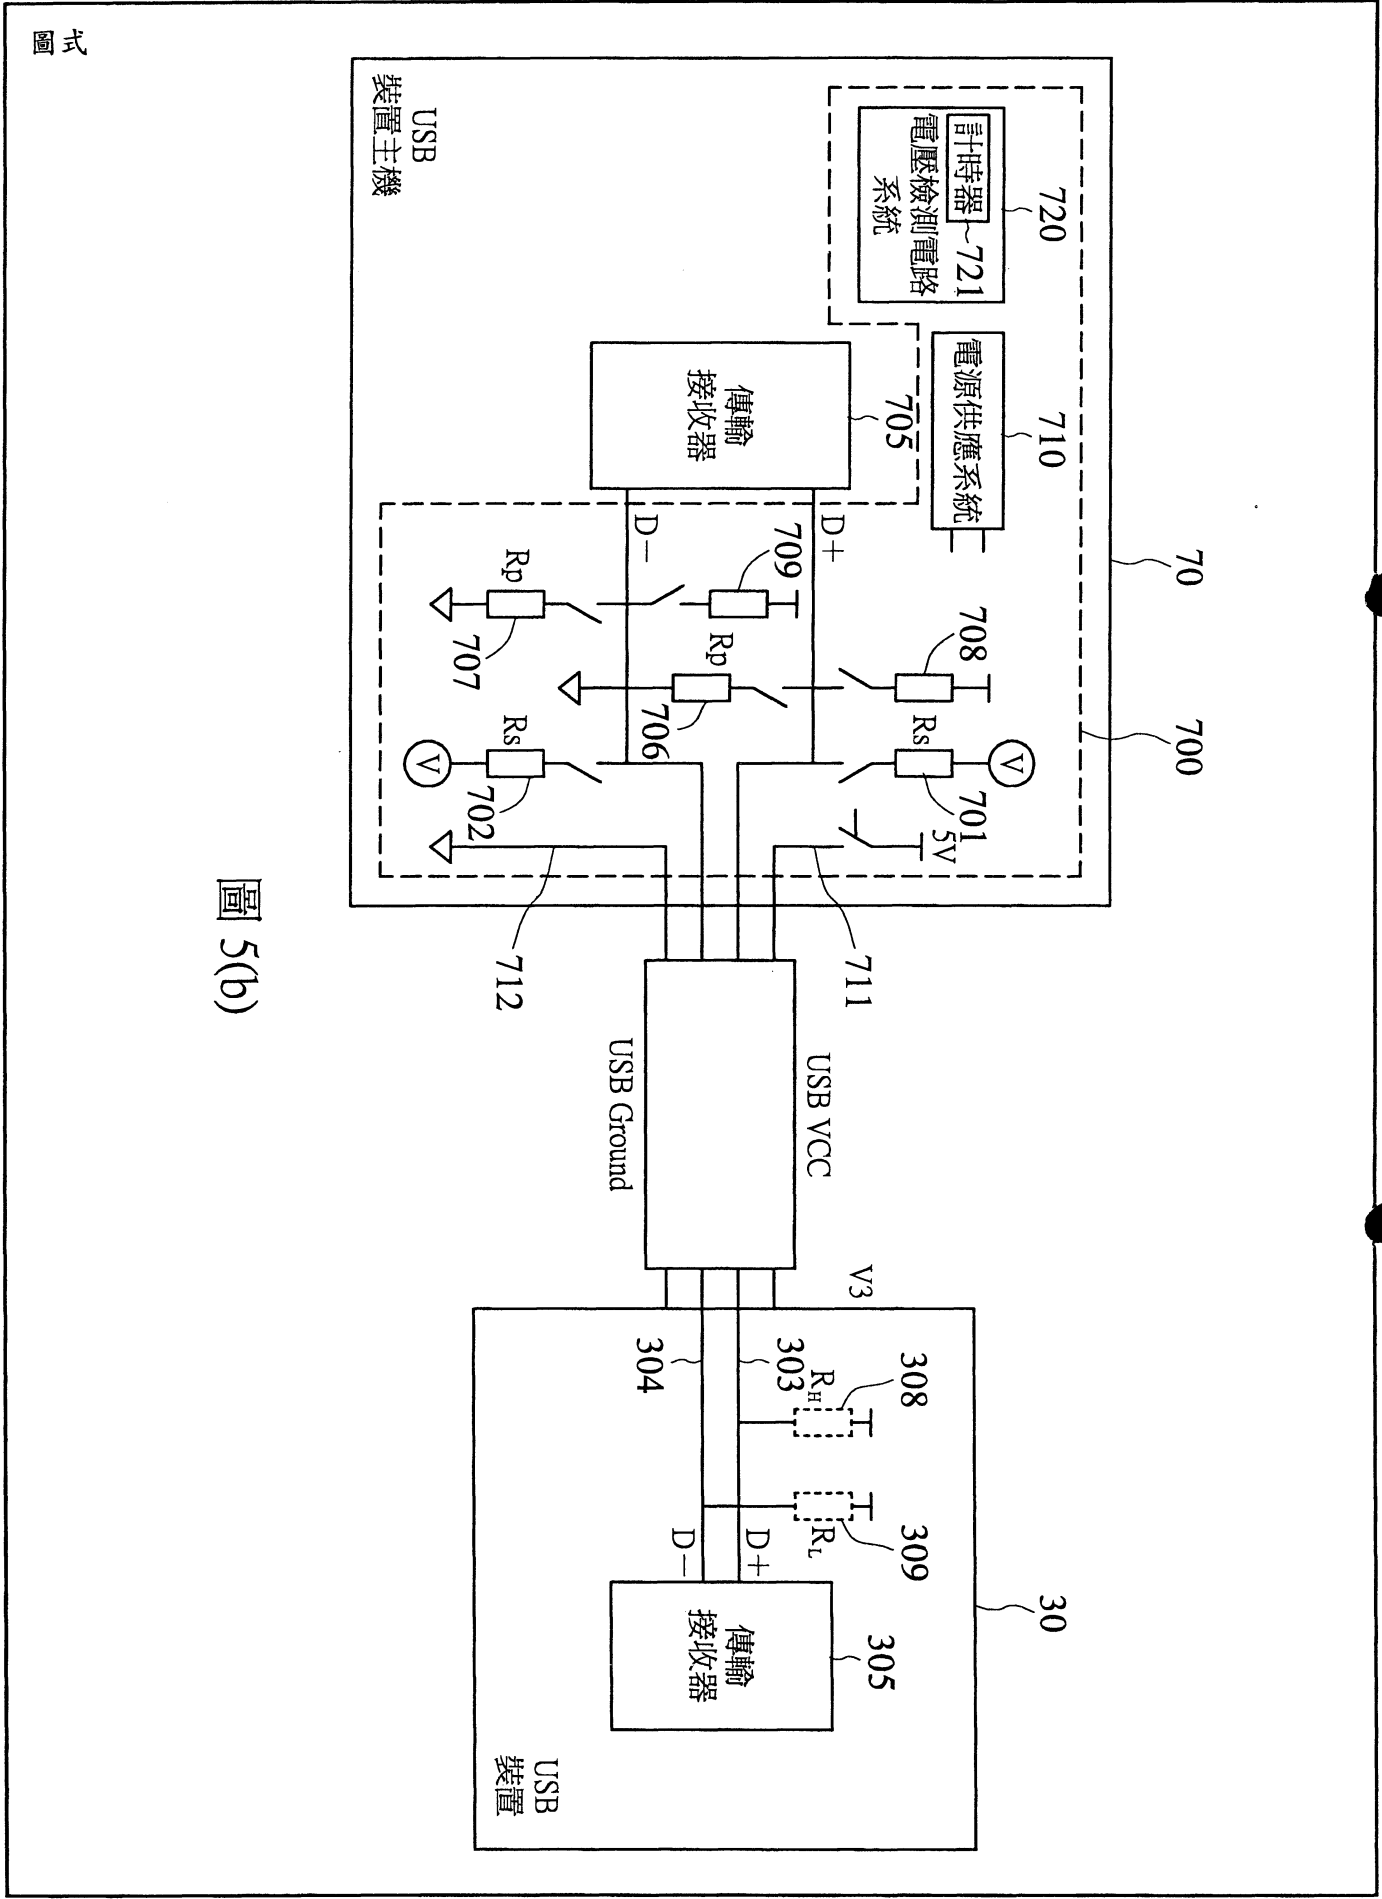 圖式
720
計時器
721
電壓檢測電路
系統
710
電源供應系統
70
700
705
傳輸
接收器
D+
D−
709
Rp
707
708
Rp
706
Rs
701
V
Rs
702
V
5V
711
712
USB
裝置主機
USB VCC
USB Ground
V3
303
304
308
RH
309
RL
30
D+
D−
305
傳輸
接收器
USB
裝置
圖 5(b)